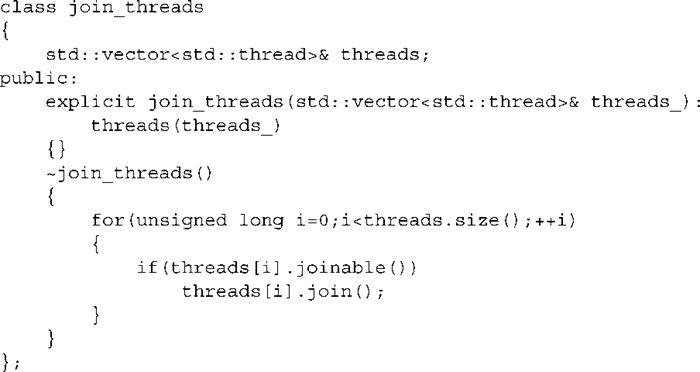 class join_threads
{
    std::vector<std::thread>& threads;
public:
    explicit join_threads(std::vector<std::thread>& threads_):
        threads(threads_)
    {}
    ~join_threads()
    {
        for(unsigned long i=0;i<threads.size();++i)
        {
            if(threads[i].joinable())
                threads[i].join();
        }
    }
};